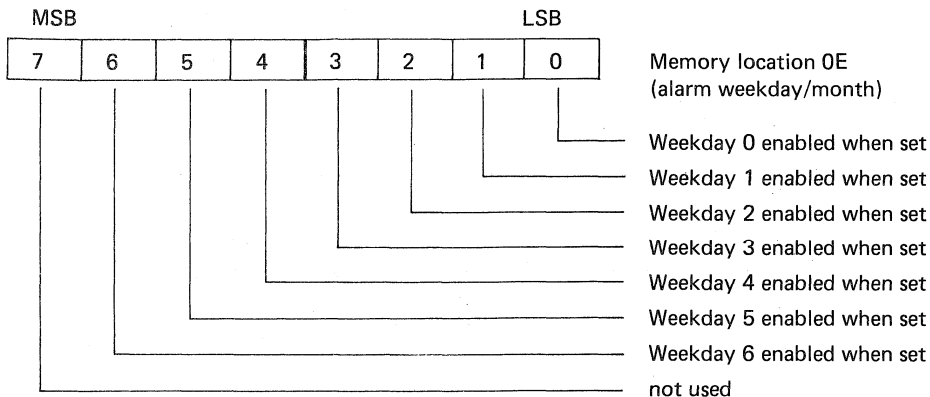 MSB LSB
7 6 5 4 3 2 1 0
Memory location 0E
(alarm weekday/month)
Weekday 0 enabled when set
Weekday 1 enabled when set
Weekday 2 enabled when set
Weekday 3 enabled when set
Weekday 4 enabled when set
Weekday 5 enabled when set
Weekday 6 enabled when set
not used